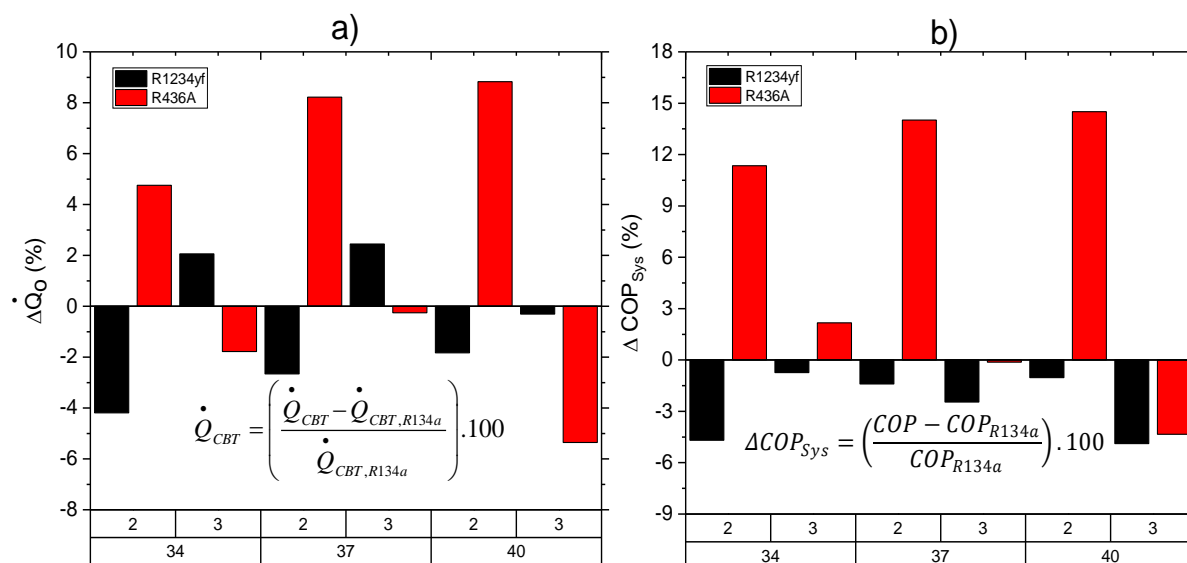 a)
10
8
6
4
2
0
-2
-4
-6
-8
ΔQ̇O (%)
R1234yf
R436A
Q̇CBT = ( (Q̇CBT − Q̇CBT,R134a) / Q̇CBT,R134a ) .100
2 3 2 3 2 3
34 37 40
b)
18
15
12
9
6
3
0
-3
-6
-9
Δ COPSys (%)
R1234yf
R436A
ΔCOPSys = ( (COP − COPR134a) / COPR134a ) . 100
2 3 2 3 2 3
34 37 40